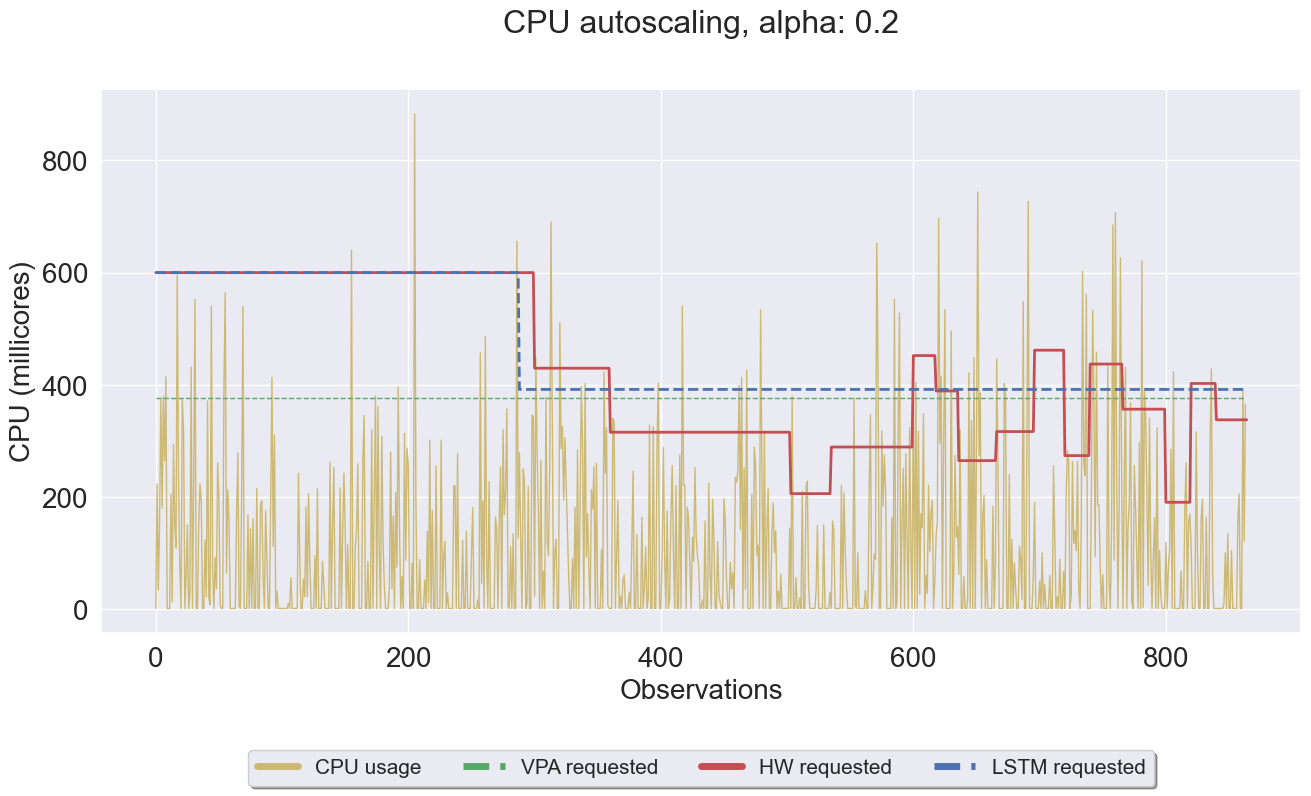 CPU autoscaling, alpha: 0.2
CPU (millicores)
800
600
400
200
0
0 200 400 600 800
Observations
CPU usage VPA requested HW requested LSTM requested